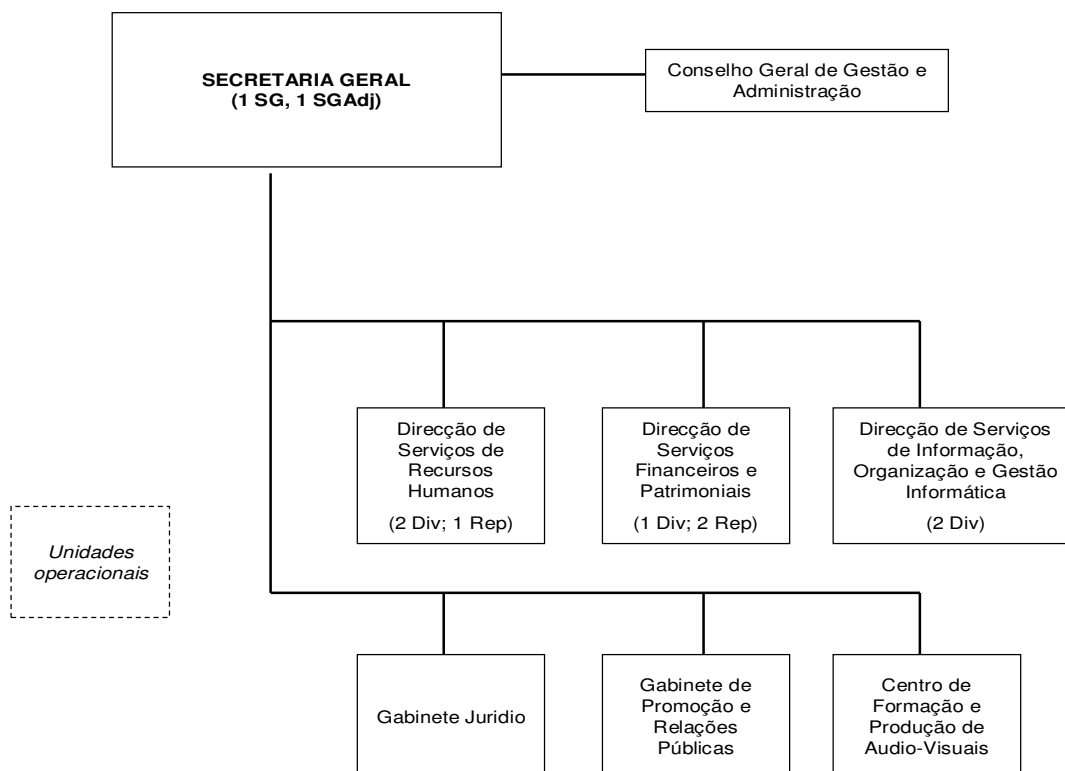 SECRETARIA GERAL
(1 SG, 1 SGAdj)
Conselho Geral de Gestão e
Administração
Direcção de
Serviços de
Recursos
Humanos
(2 Div; 1 Rep)
Direcção de
Serviços
Financeiros e
Patrimoniais
(1 Div; 2 Rep)
Direcção de Serviços
de Informação,
Organização e Gestão
Informática
(2 Div)
Unidades
operacionais
Gabinete Juridio
Gabinete de
Promoção e
Relações
Públicas
Centro de
Formação e
Produção de
Audio-Visuais